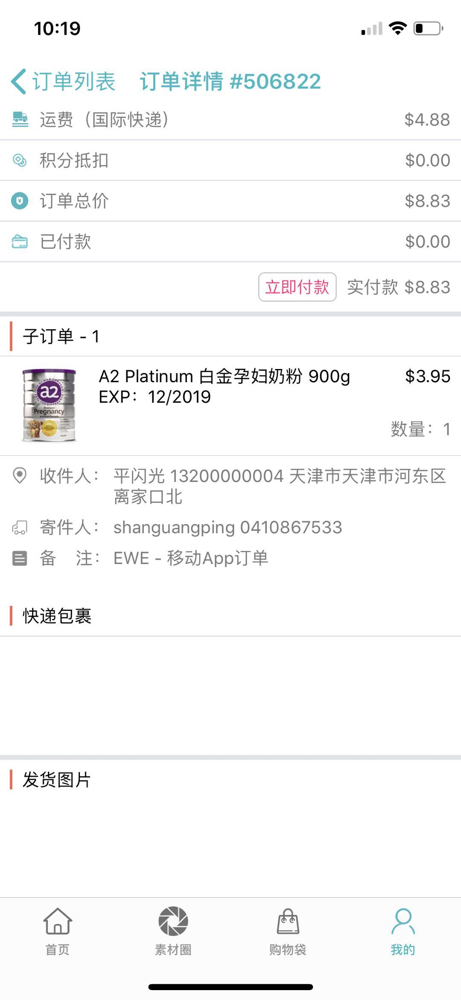 10:19
订单列表 订单详情 #506822
运费（国际快递） $4.88
积分抵扣 $0.00
订单总价 $8.83
已付款 $0.00
立即付款 实付款 $8.83
子订单 - 1
A2 Platinum 白金孕妇奶粉 900g $3.95
EXP：12/2019
a2
Platinum
Pregnancy
premium formula
数量：1
收件人： 平闪光 13200000004 天津市天津市河东区
离家口北
寄件人： shanguangping 0410867533
备 注： EWE - 移动App订单
快递包裹
发货图片
首页 素材圈 购物袋 我的